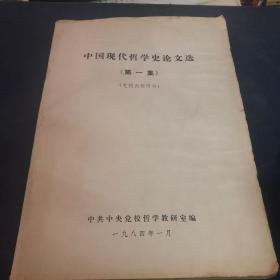 中国现代哲学史论文选
（第一集）
（党校内部用书）
中共中央党校哲学教研室编
一九八四年一月